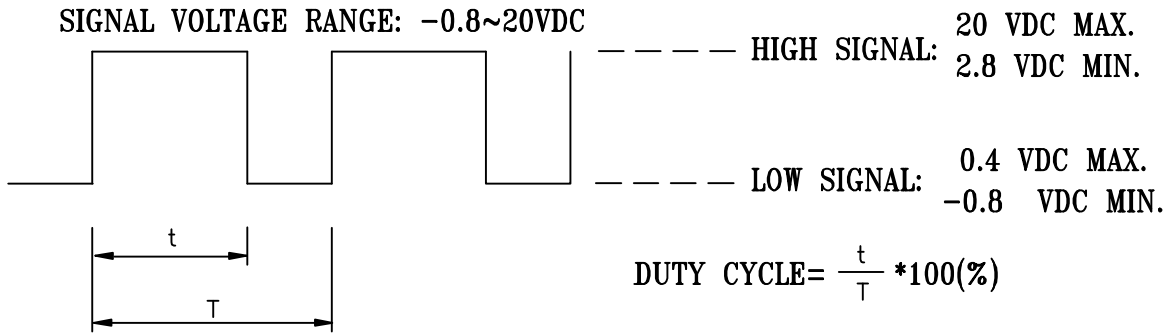 SIGNAL VOLTAGE RANGE: -0.8~20VDC
HIGH SIGNAL: 20 VDC MAX.
2.8 VDC MIN.
LOW SIGNAL: 0.4 VDC MAX.
-0.8 VDC MIN.
t
T
DUTY CYCLE= t/T *100(%)